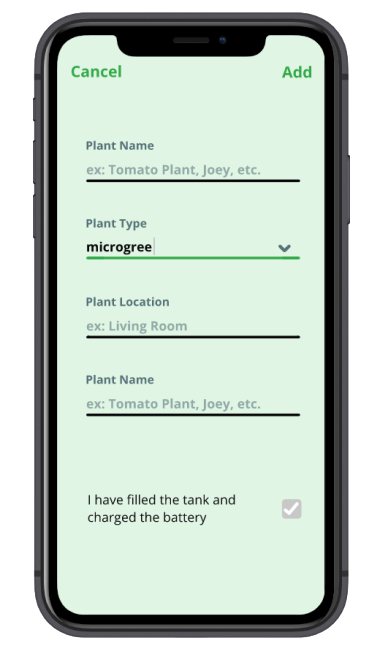 Cancel
Add
Plant Name
ex: Tomato Plant, Joey, etc.
Plant Type
microgree
Plant Location
ex: Living Room
Plant Name
ex: Tomato Plant, Joey, etc.
I have filled the tank and
charged the battery